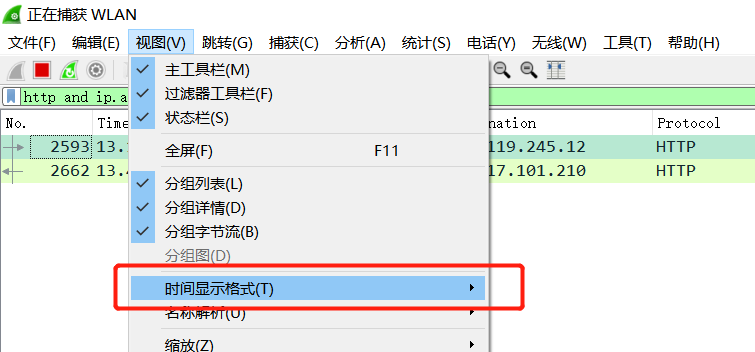 正在捕获 WLAN
文件(F) 编辑(E) 视图(V) 跳转(G) 捕获(C) 分析(A) 统计(S) 电话(Y) 无线(W) 工具(T) 帮助(H)
主工具栏(M)
http and ip.a
过滤器工具栏(F)
状态栏(S)
No. Time nation Protocol
全屏(F) F11
2593 13. 119.245.12 HTTP
2662 13. 17.101.210 HTTP
分组列表(L)
分组详情(D)
分组字节流(B)
分组图(D)
时间显示格式(T)
名称解析(U)
缩放(Z)